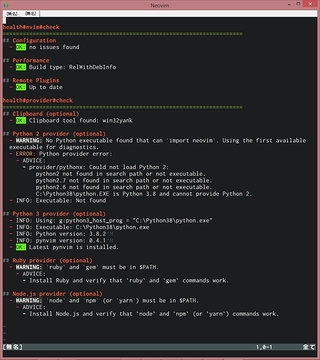 Neovim
[無名] [無名]
health#nvim#check
========================================================================
## Configuration
- OK: no issues found
## Performance
- OK: Build type: RelWithDebInfo
## Remote Plugins
- OK: Up to date
health#provider#check
========================================================================
## Clipboard (optional)
- OK: Clipboard tool found: win32yank
## Python 2 provider (optional)
- WARNING: No Python executable found that can `import neovim`. Using the first available
executable for diagnostics.
- ERROR: Python provider error:
- ADVICE:
- provider/pythonx: Could not load Python 2:
python2 not found in search path or not executable.
python2.7 not found in search path or not executable.
python2.6 not found in search path or not executable.
C:\Python38\python.EXE is Python 3.8 and cannot provide Python 2.
- INFO: Executable: Not found
## Python 3 provider (optional)
- INFO: Using: g:python3_host_prog = "C:\Python38\python.exe"
- INFO: Executable: C:\Python38\python.exe
- INFO: Python version: 3.8.2
- INFO: pynvim version: 0.4.1
- OK: Latest pynvim is installed.
## Ruby provider (optional)
- WARNING: `ruby` and `gem` must be in $PATH.
- ADVICE:
- Install Ruby and verify that `ruby` and `gem` commands work.
## Node.js provider (optional)
- WARNING: `node` and `npm` (or `yarn`) must be in $PATH.
- ADVICE:
- Install Node.js and verify that `node` and `npm` (or `yarn`) commands work.
[無名] 1,0-1 全て